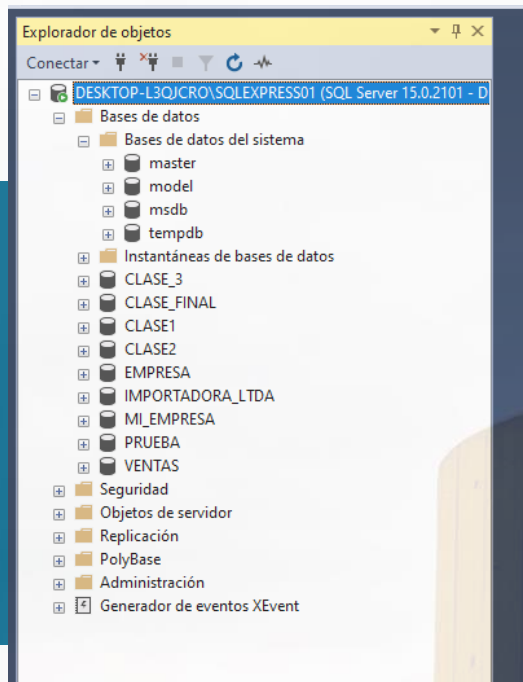 Explorador de objetos
Conectar
DESKTOP-L3QJCRO\SQLEXPRESS01 (SQL Server 15.0.2101 - D
Bases de datos
Bases de datos del sistema
master
model
msdb
tempdb
Instantáneas de bases de datos
CLASE_3
CLASE_FINAL
CLASE1
CLASE2
EMPRESA
IMPORTADORA_LTDA
MI_EMPRESA
PRUEBA
VENTAS
Seguridad
Objetos de servidor
Replicación
PolyBase
Administración
Generador de eventos XEvent